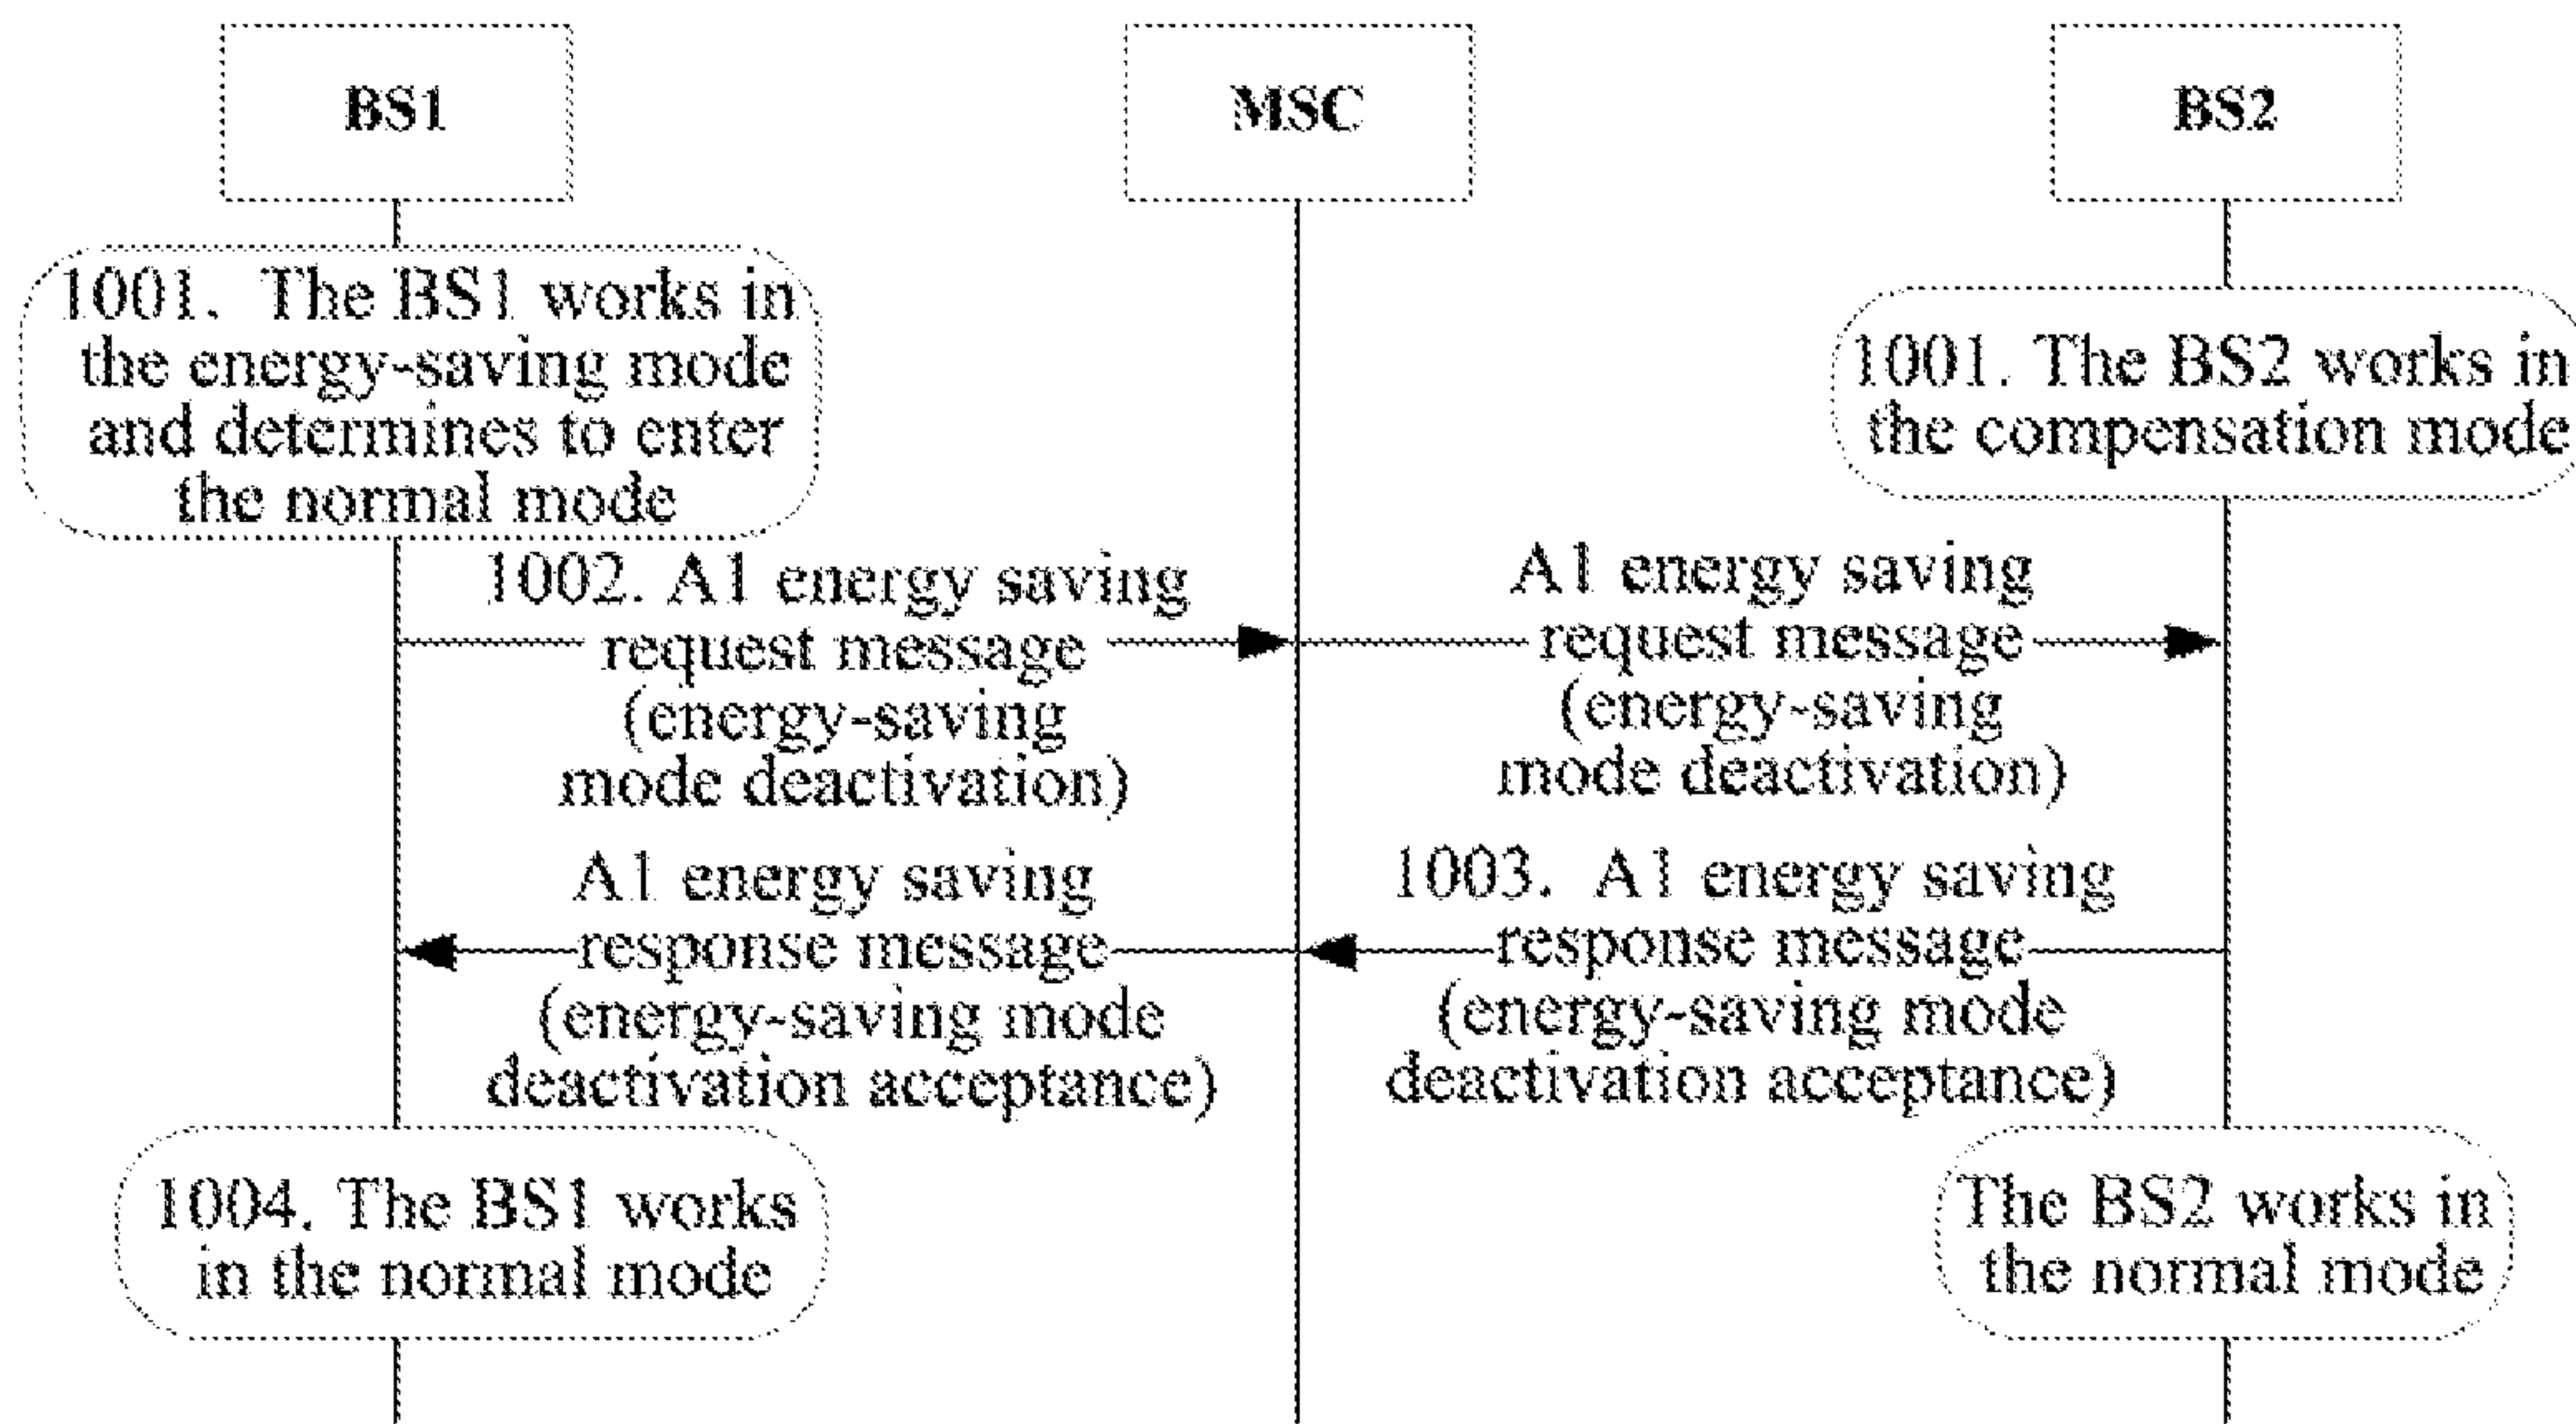 BS1
MSC
BS2
1001. The BS1 works in
the energy-saving mode
and determines to enter
the normal mode
1001. The BS2 works in
the compensation mode
1002. A1 energy saving
request message
(energy-saving
mode deactivation)
A1 energy saving
request message
(energy-saving
mode deactivation)
A1 energy saving
response message
(energy-saving mode
deactivation acceptance)
1003. A1 energy saving
response message
(energy-saving mode
deactivation acceptance)
1004. The BS1 works
in the normal mode
The BS2 works in
the normal mode